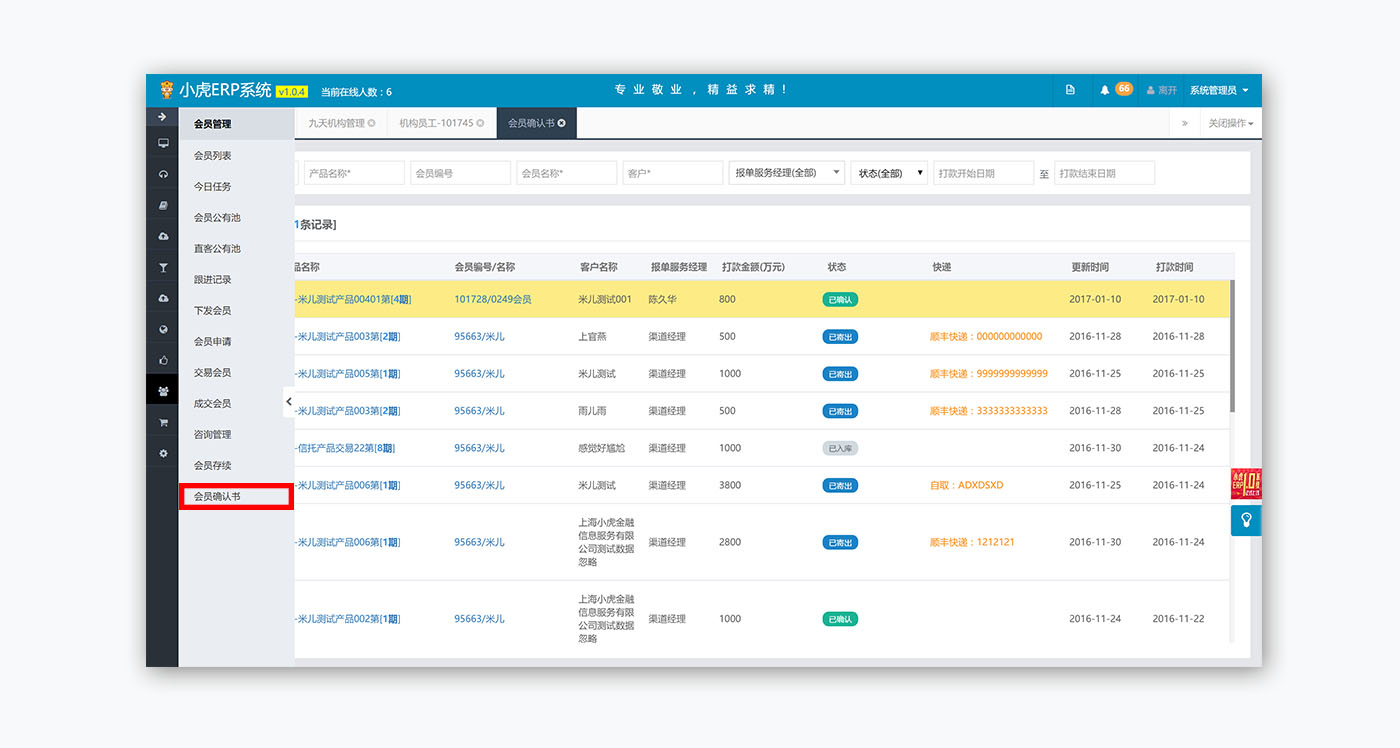 小虎ERP系统 v1.0.4 当前在线人数：6 专业敬业，精益求精！ 66 离开 系统管理员
会员管理 九天机构管理 机构员工-101745 会员确认书 » 关闭操作
会员列表
今日任务
会员公有池
直客公有池
跟进记录
下发会员
会员申请
交易会员
成交会员
咨询管理
会员存续
会员确认书
产品名称* 会员编号 会员名称* 客户* 报单服务经理(全部) 状态(全部) 打款开始日期 至 打款结束日期
1条记录]
品名称 会员编号/名称 客户名称 报单服务经理 打款金额(万元) 状态 快递 更新时间 打款时间
-米儿测试产品00401第[4期] 101728/0249会员 米儿测试001 陈久华 800 已确认 2017-01-10 2017-01-10
-米儿测试产品003第[2期] 95663/米儿 上官燕 渠道经理 500 已寄出 顺丰快递：000000000000 2016-11-28 2016-11-28
-米儿测试产品005第[1期] 95663/米儿 米儿测试 渠道经理 1000 已寄出 顺丰快递：9999999999999 2016-11-25 2016-11-25
-米儿测试产品003第[2期] 95663/米儿 雨儿雨 渠道经理 500 已寄出 顺丰快递：3333333333333 2016-11-28 2016-11-25
-信托产品交易22第[8期] 95663/米儿 感觉好尴尬 渠道经理 1000 已入库 2016-11-30 2016-11-24
-米儿测试产品006第[1期] 95663/米儿 米儿测试 渠道经理 3800 已寄出 自取：ADXDSXD 2016-11-25 2016-11-24
上海小虎金融
信息服务有限
-米儿测试产品006第[1期] 95663/米儿 公司测试数据 渠道经理 2800 已寄出 顺丰快递：1212121 2016-11-30 2016-11-24
忽略
上海小虎金融
信息服务有限
-米儿测试产品002第[1期] 95663/米儿 公司测试数据 渠道经理 1000 已确认 2016-11-24 2016-11-22
忽略